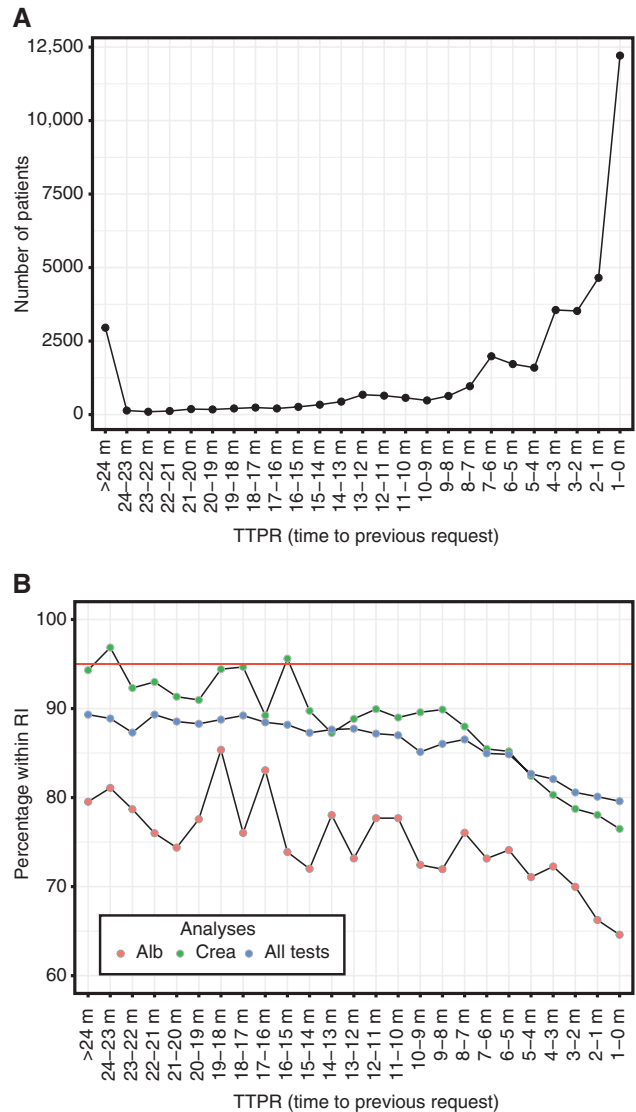 A
12,500
10,000
7500
5000
2500
0
Number of patients
>24 m
24–23 m
23–22 m
22–21 m
21–20 m
20–19 m
19–18 m
18–17 m
17–16 m
16–15 m
15–14 m
14–13 m
13–12 m
12–11 m
11–10 m
10–9 m
9–8 m
8–7 m
7–6 m
6–5 m
5–4 m
4–3 m
3–2 m
2–1 m
1–0 m
TTPR (time to previous request)
B
100
90
80
70
60
Percentage within RI
Analyses
Alb Crea All tests
>24 m
24–23 m
23–22 m
22–21 m
21–20 m
20–19 m
19–18 m
18–17 m
17–16 m
16–15 m
15–14 m
14–13 m
13–12 m
12–11 m
11–10 m
10–9 m
9–8 m
8–7 m
7–6 m
6–5 m
5–4 m
4–3 m
3–2 m
2–1 m
1–0 m
TTPR (time to previous request)